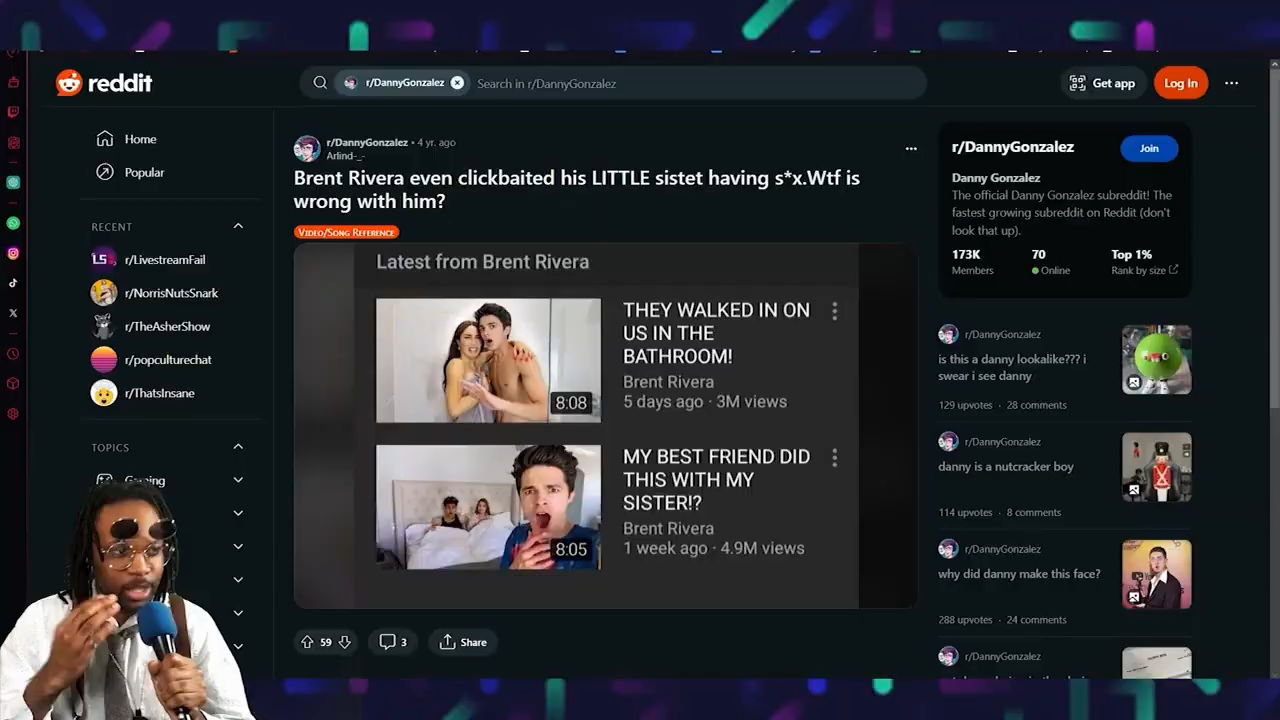 reddit
r/DannyGonzalez
Search in r/DannyGonzalez
Get app
Log In
Home
Popular
RECENT
LS
r/LivestreamFail
r/NorrisNutsSnark
r/TheAsherShow
r/popculturechat
r/ThatsInsane
TOPICS
Gaming
r/DannyGonzalez • 4 yr. ago
Arlind-_-
Brent Rivera even clickbaited his LITTLE sistet having s*x.Wtf is
wrong with him?
VIDEO/SONG REFERENCE
Latest from Brent Rivera
THEY WALKED IN ON
US IN THE
BATHROOM!
Brent Rivera
5 days ago · 3M views
8:08
MY BEST FRIEND DID
THIS WITH MY
SISTER!?
Brent Rivera
1 week ago · 4.9M views
8:05
59
3
Share
r/DannyGonzalez
Join
Danny Gonzalez
The official Danny Gonzalez subreddit! The
fastest growing subreddit on Reddit (don't
look that up).
173K
70
Top 1%
Members
Online
Rank by size
r/DannyGonzalez
is this a danny lookalike??? i
swear i see danny
129 upvotes · 28 comments
r/DannyGonzalez
danny is a nutcracker boy
114 upvotes · 8 comments
r/DannyGonzalez
why did danny make this face?
288 upvotes · 24 comments
r/DannyGonzalez